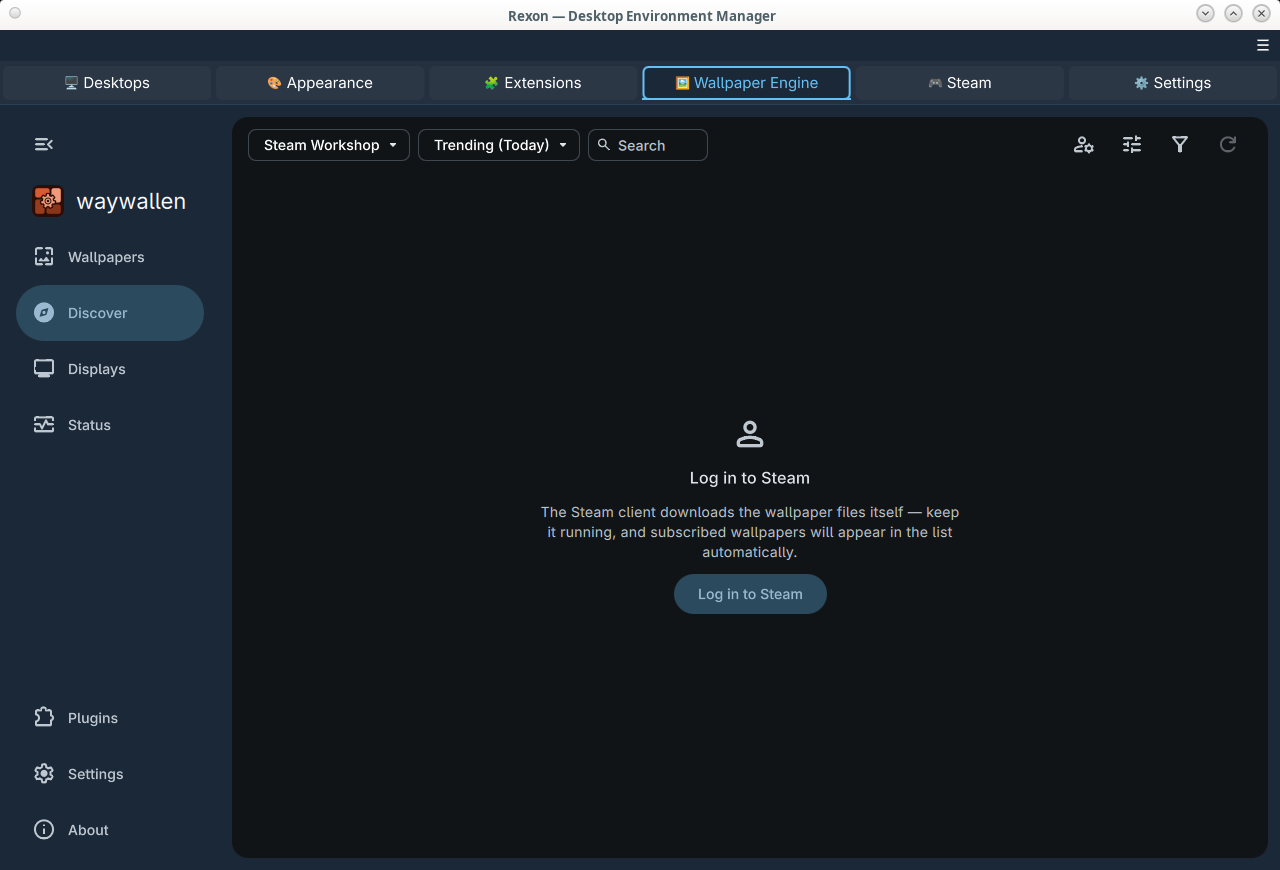 Rexon — Desktop Environment Manager
Desktops
Appearance
Extensions
Wallpaper Engine
Steam
Settings
Steam Workshop
Trending (Today)
Search
waywallen
Wallpapers
Discover
Displays
Status
Log in to Steam
The Steam client downloads the wallpaper files itself — keep
it running, and subscribed wallpapers will appear in the list
automatically.
Log in to Steam
Plugins
Settings
About